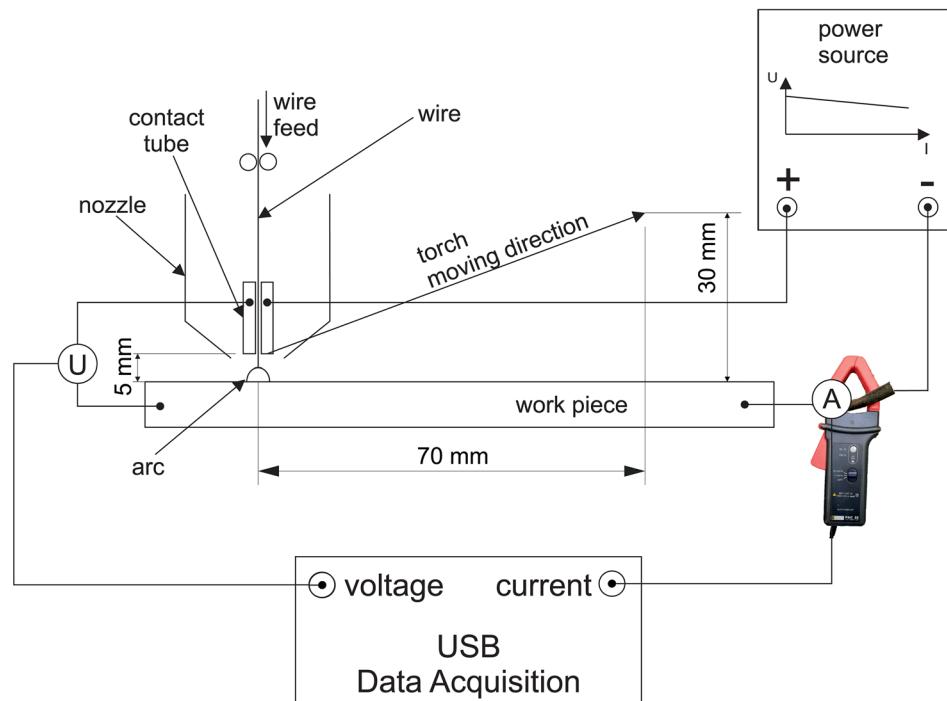 power
source
U
I
+
-
wire
feed
wire
contact
tube
nozzle
torch
moving direction
30 mm
5 mm
U
A
work piece
arc
70 mm
voltage
current
USB
Data Acquisition